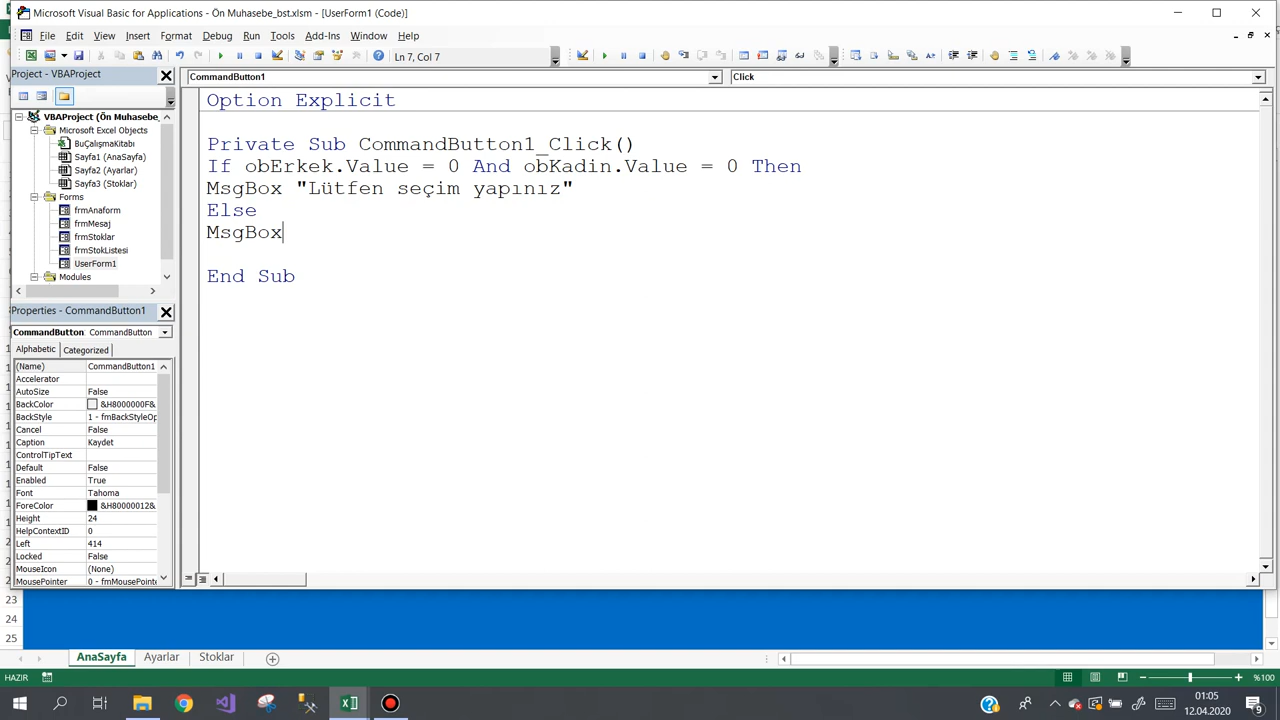 Microsoft Visual Basic for Applications - Ön Muhasebe_bst.xlsm - [UserForm1 (Code)]
File Edit View Insert Format Debug Run Tools Add-Ins Window Help
Ln 7, Col 7
Project - VBAProject
VBAProject (Ön Muhasebe_
Microsoft Excel Objects
BuÇalışmaKitabı
Sayfa1 (AnaSayfa)
Sayfa2 (Ayarlar)
Sayfa3 (Stoklar)
Forms
frmAnaform
frmMesaj
frmStoklar
frmStokListesi
UserForm1
Modules
Properties - CommandButton1
CommandButton CommandButton
Alphabetic Categorized
(Name) CommandButton1
Accelerator
AutoSize False
BackColor &H8000000F&
BackStyle 1 - fmBackStyleOp
Cancel False
Caption Kaydet
ControlTipText
Default False
Enabled True
Font Tahoma
ForeColor &H80000012&
Height 24
HelpContextID 0
Left 414
Locked False
MouseIcon (None)
MousePointer 0 - fmMousePointe
CommandButton1 Click
Option Explicit
Private Sub CommandButton1_Click()
If obErkek.Value = 0 And obKadin.Value = 0 Then
MsgBox "Lütfen seçim yapınız"
Else
MsgBox
End Sub
23
24
25
AnaSayfa Ayarlar Stoklar
HAZIR %100
01:05
12.04.2020
9